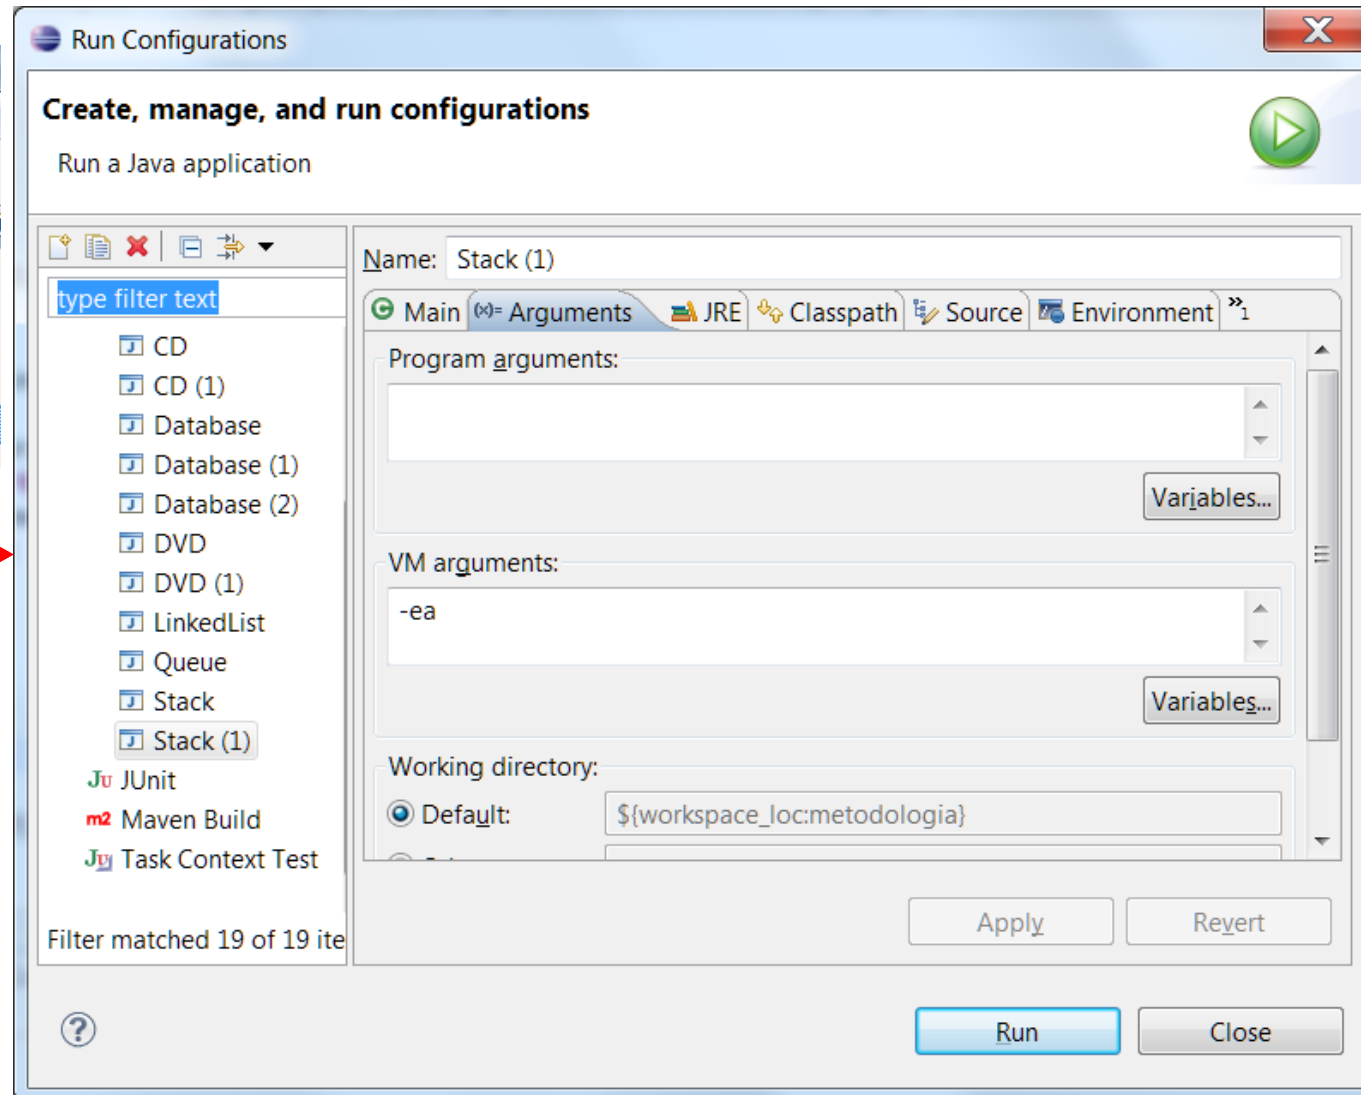 Run Configurations
Create, manage, and run configurations
Run a Java application
type filter text
CD
CD (1)
Database
Database (1)
Database (2)
DVD
DVD (1)
LinkedList
Queue
Stack
Stack (1)
Ju JUnit
m2 Maven Build
Ju Task Context Test
Filter matched 19 of 19 ite
Name: Stack (1)
Main (x)= Arguments JRE Classpath Source Environment »1
Program arguments:
Variables...
VM arguments:
-ea
Variables...
Working directory:
Default: ${workspace_loc:metodologia}
Apply Revert
Run Close